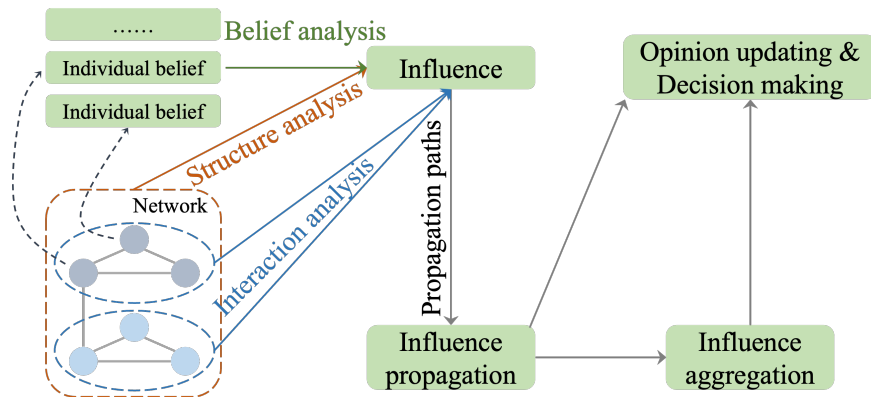 ......
Belief analysis
Individual belief
Influence
Opinion updating &
Decision making
Individual belief
Structure analysis
Interaction analysis
Propagation paths
Network
Influence
propagation
Influence
aggregation